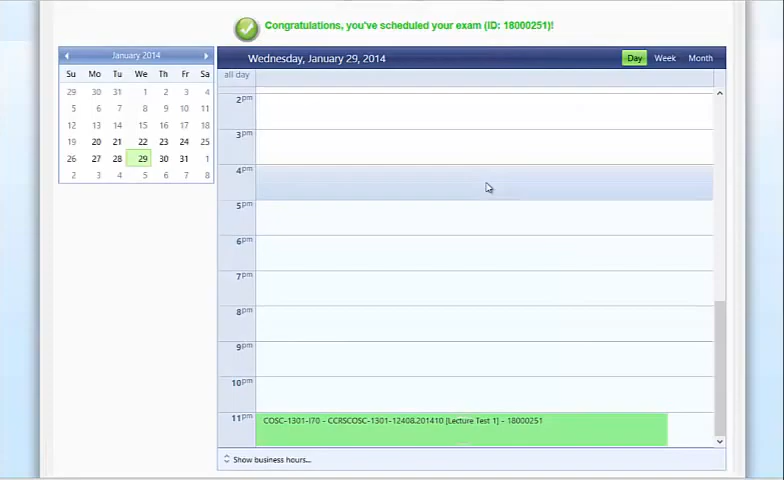 Congratulations, you've scheduled your exam (ID: 18000251)!
January 2014
Su Mo Tu We Th Fr Sa
29 30 31 1 2 3 4
5 6 7 8 9 10 11
12 13 14 15 16 17 18
19 20 21 22 23 24 25
26 27 28 29 30 31 1
2 3 4 5 6 7 8
Wednesday, January 29, 2014
Day Week Month
all day
2pm
3pm
4pm
5pm
6pm
7pm
8pm
9pm
10pm
11pm
COSC-1301-I70 - CCRSCOSC-1301-12408.201410 [Lecture Test 1] - 18000251
Show business hours...